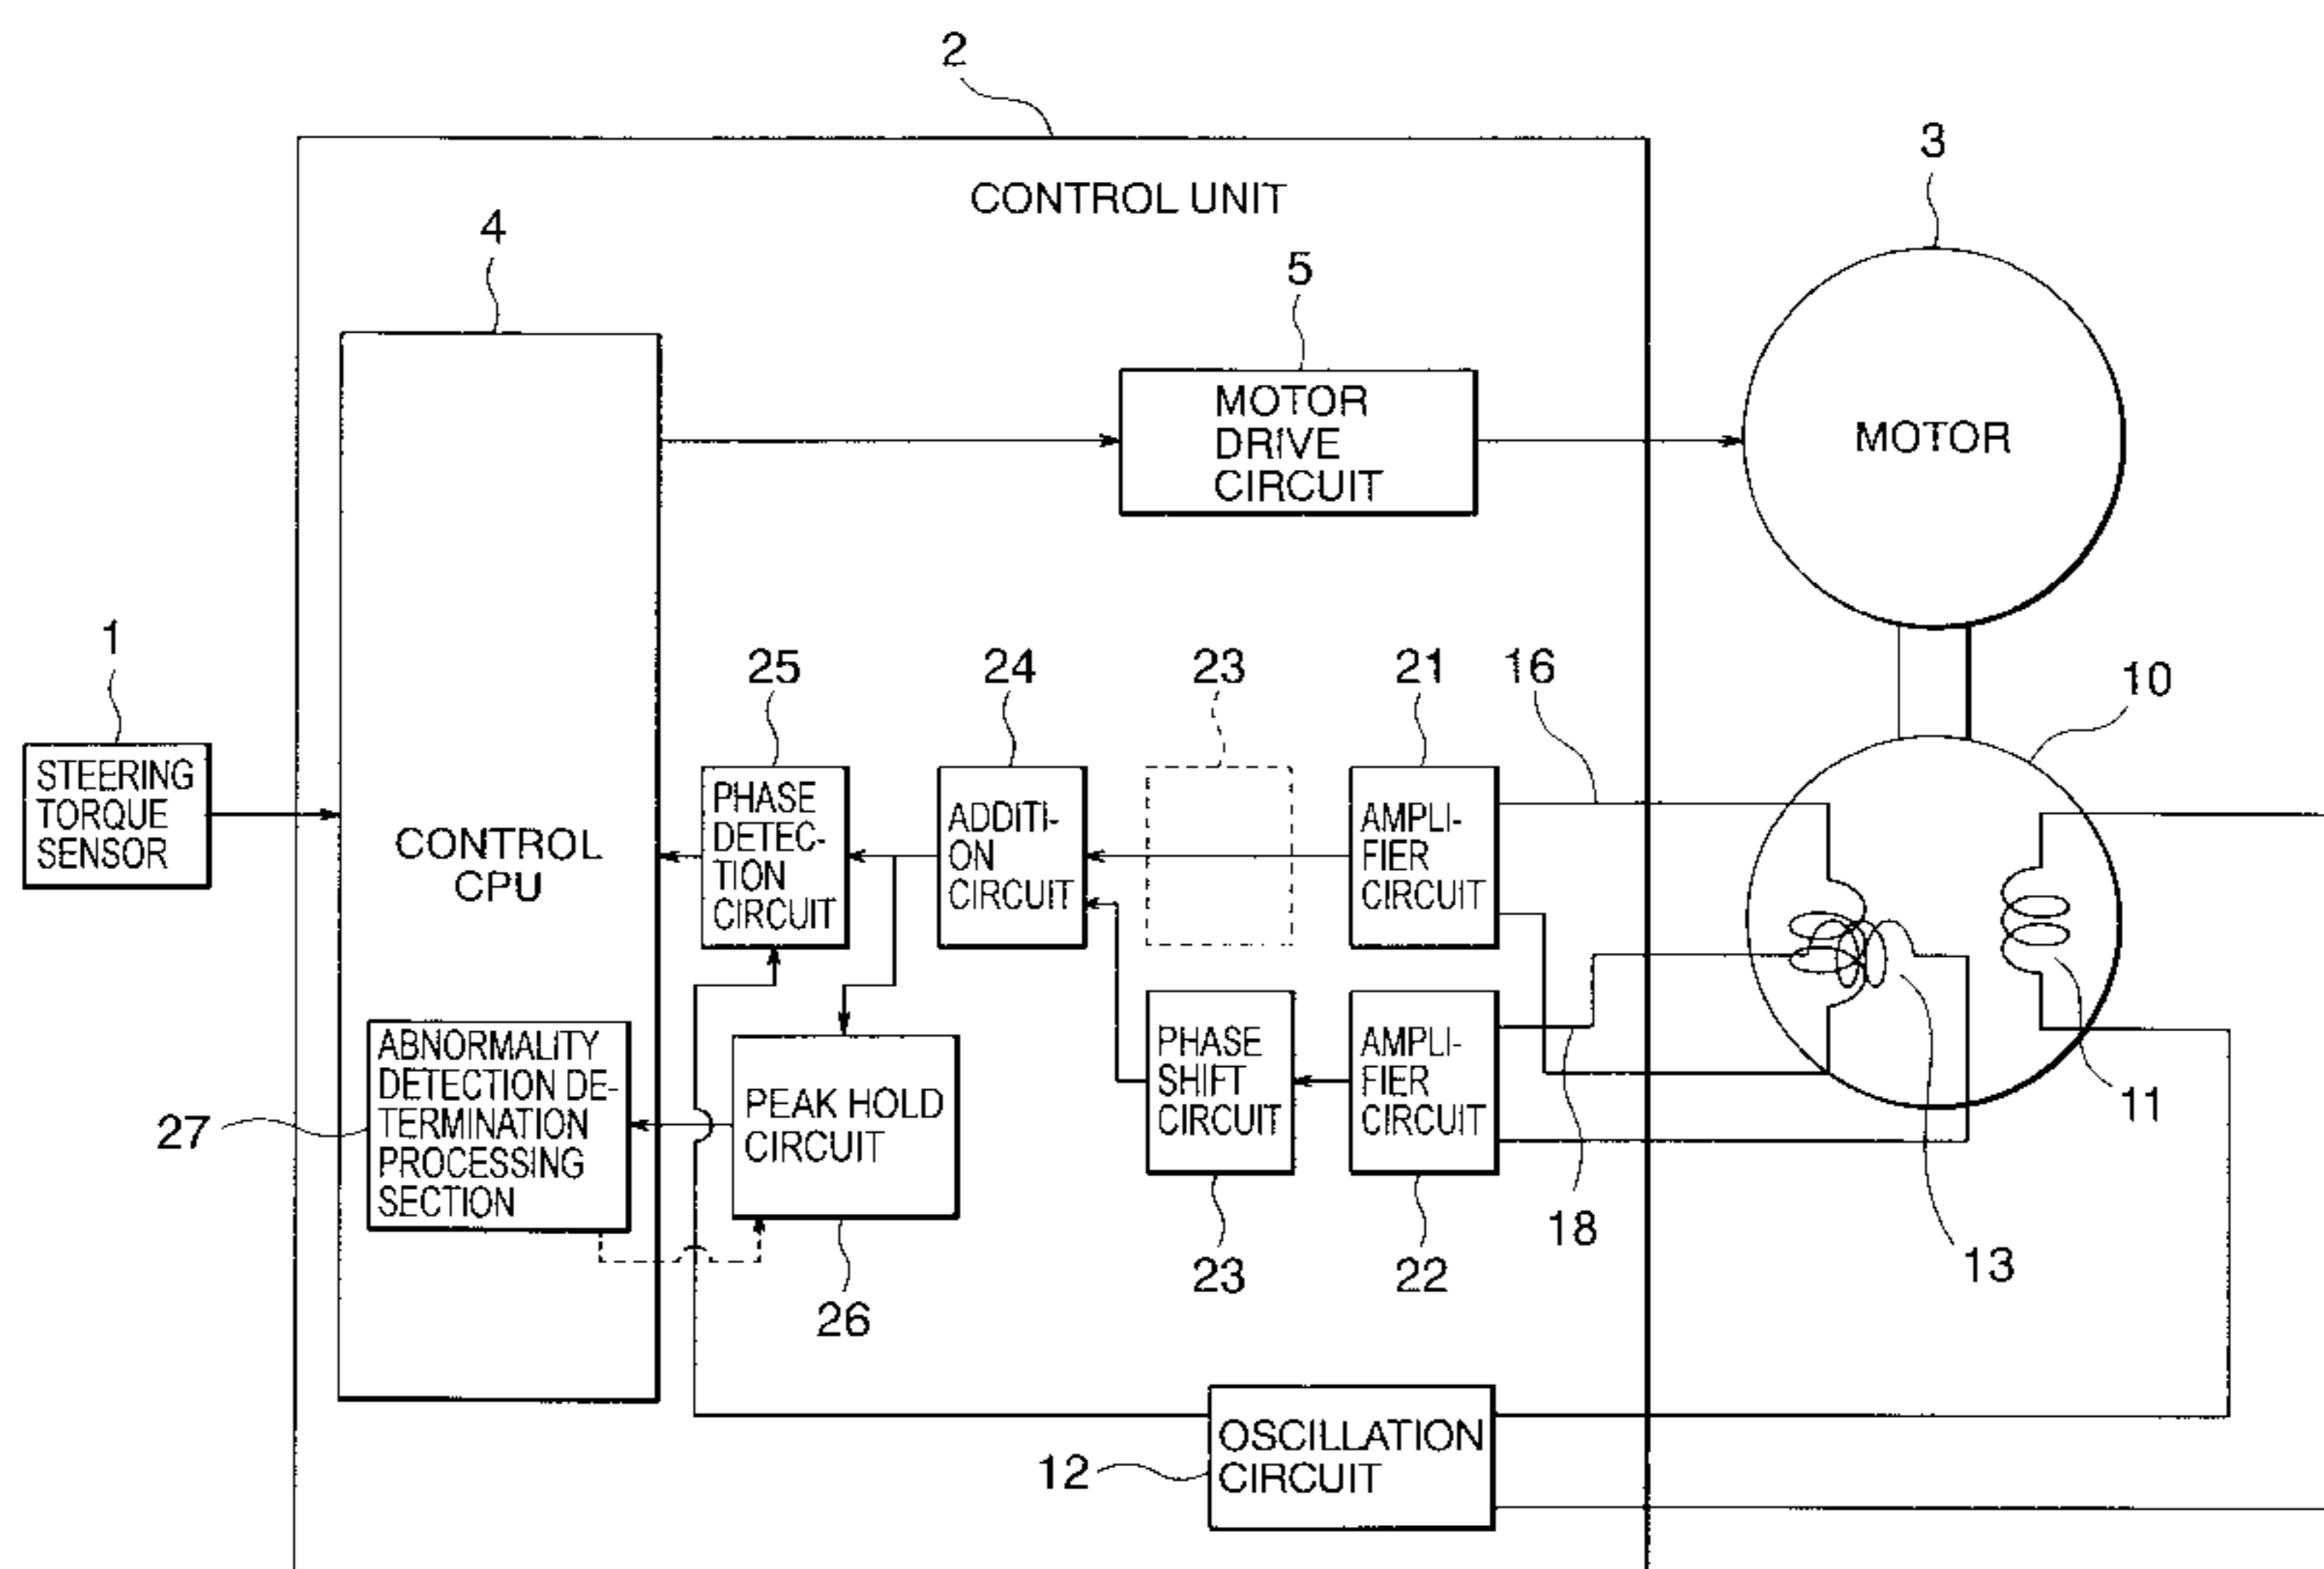 2
CONTROL UNIT
3
4
5
MOTOR
DRIVE
CIRCUIT
MOTOR
1
STEERING
TORQUE
SENSOR
CONTROL
CPU
25
PHASE
DETEC-
TION
CIRCUIT
24
ADDITI-
ON
CIRCUIT
23
21
AMPLI-
FIER
CIRCUIT
16
10
27
ABNORMALITY
DETECTION DE-
TERMINATION
PROCESSING
SECTION
PEAK HOLD
CIRCUIT
26
PHASE
SHIFT
CIRCUIT
23
AMPLI-
FIER
CIRCUIT
22
18
13
11
12
OSCILLATION
CIRCUIT